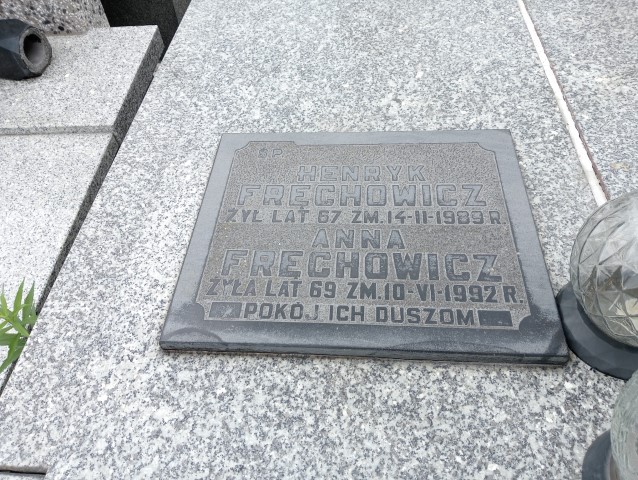 Ś.P.
HENRYK
FRĘCHOWICZ
ŻYŁ LAT 67 ZM. 14-II-1989 R.
ANNA
FRĘCHOWICZ
ŻYŁA LAT 69 ZM. 10-VI-1992 R.
POKÓJ ICH DUSZOM